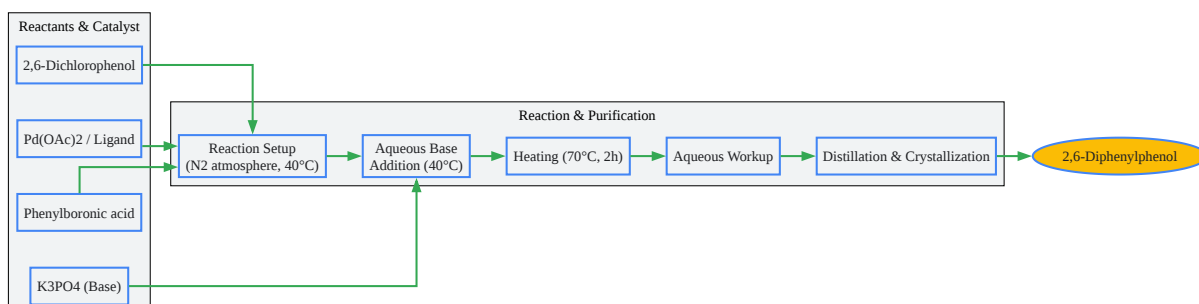 Reactants & Catalyst
2,6-Dichlorophenol
Pd(OAc)2 / Ligand
Phenylboronic acid
K3PO4 (Base)
Reaction & Purification
Reaction Setup
(N2 atmosphere, 40°C)
Aqueous Base
Addition (40°C)
Heating (70°C, 2h)
Aqueous Workup
Distillation & Crystallization
2,6-Diphenylphenol